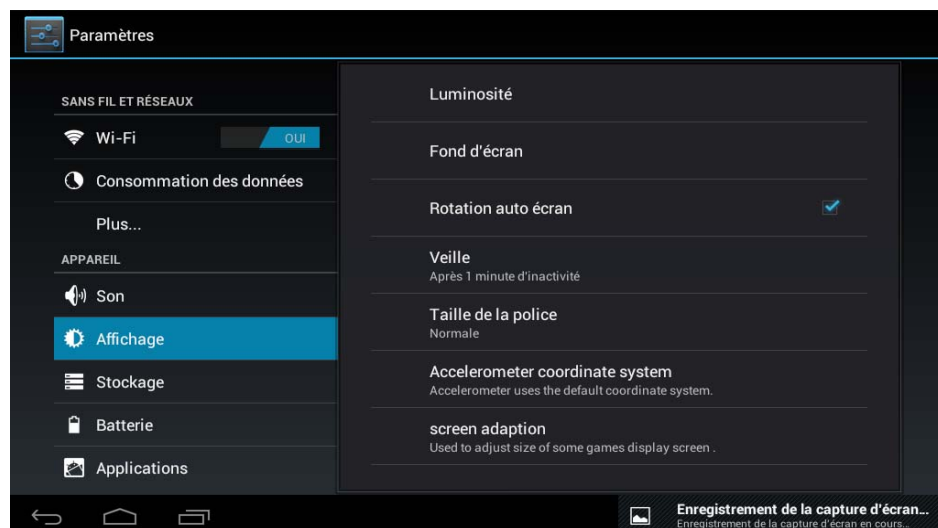 Paramètres
SANS FIL ET RÉSEAUX
Wi-Fi
OUI
Consommation des données
Plus...
APPAREIL
Son
Affichage
Stockage
Batterie
Applications
Luminosité
Fond d'écran
Rotation auto écran
Veille
Après 1 minute d'inactivité
Taille de la police
Normale
Accelerometer coordinate system
Accelerometer uses the default coordinate system.
screen adaption
Used to adjust size of some games display screen .
Enregistrement de la capture d'écran...
Enregistrement de la capture d'écran en cours...